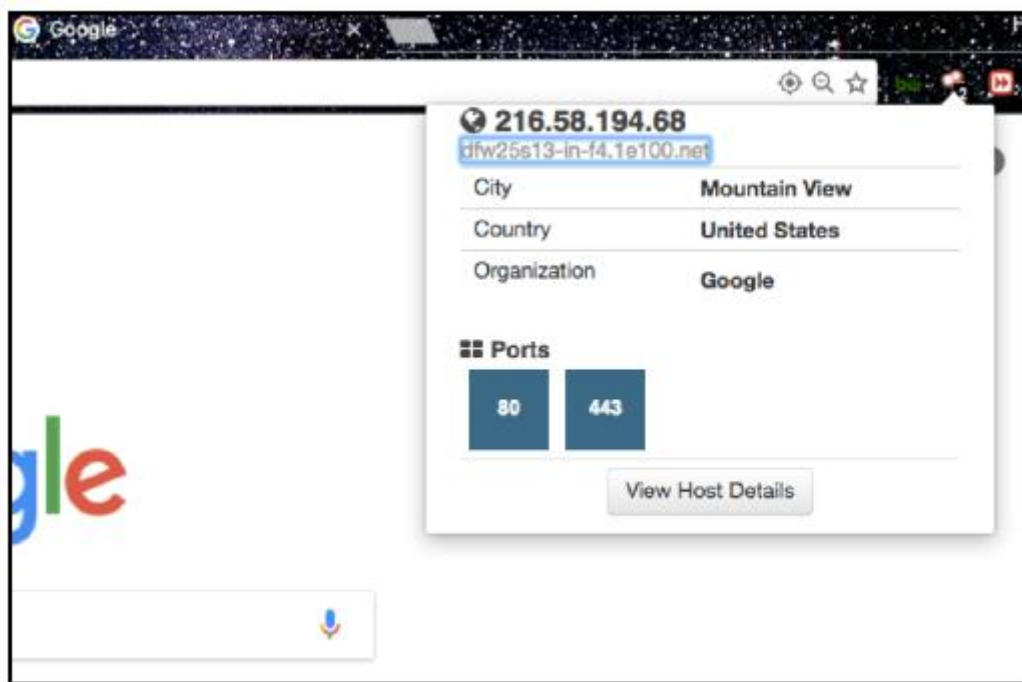 Google
216.58.194.68
dfw25s13-in-f4.1e100.net
City Mountain View
Country United States
Organization Google
Ports
80 443
gle
View Host Details